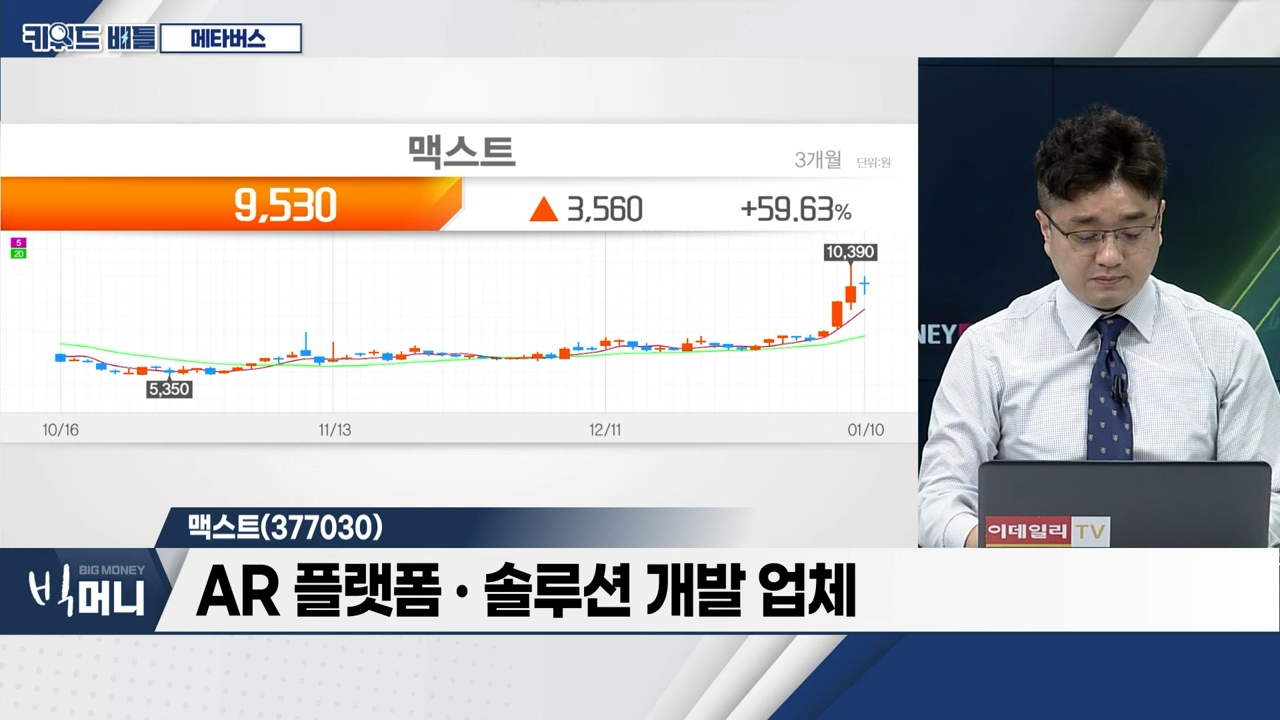 키워드 배틀 메타버스
맥스트
3개월 단위:원
9,530 ▲ 3,560 +59.63%
5
20
10,390
5,350
10/16 11/13 12/11 01/10
NEY
이데일리 TV
맥스트(377030)
BIG MONEY
빅머니
AR 플랫폼·솔루션 개발 업체